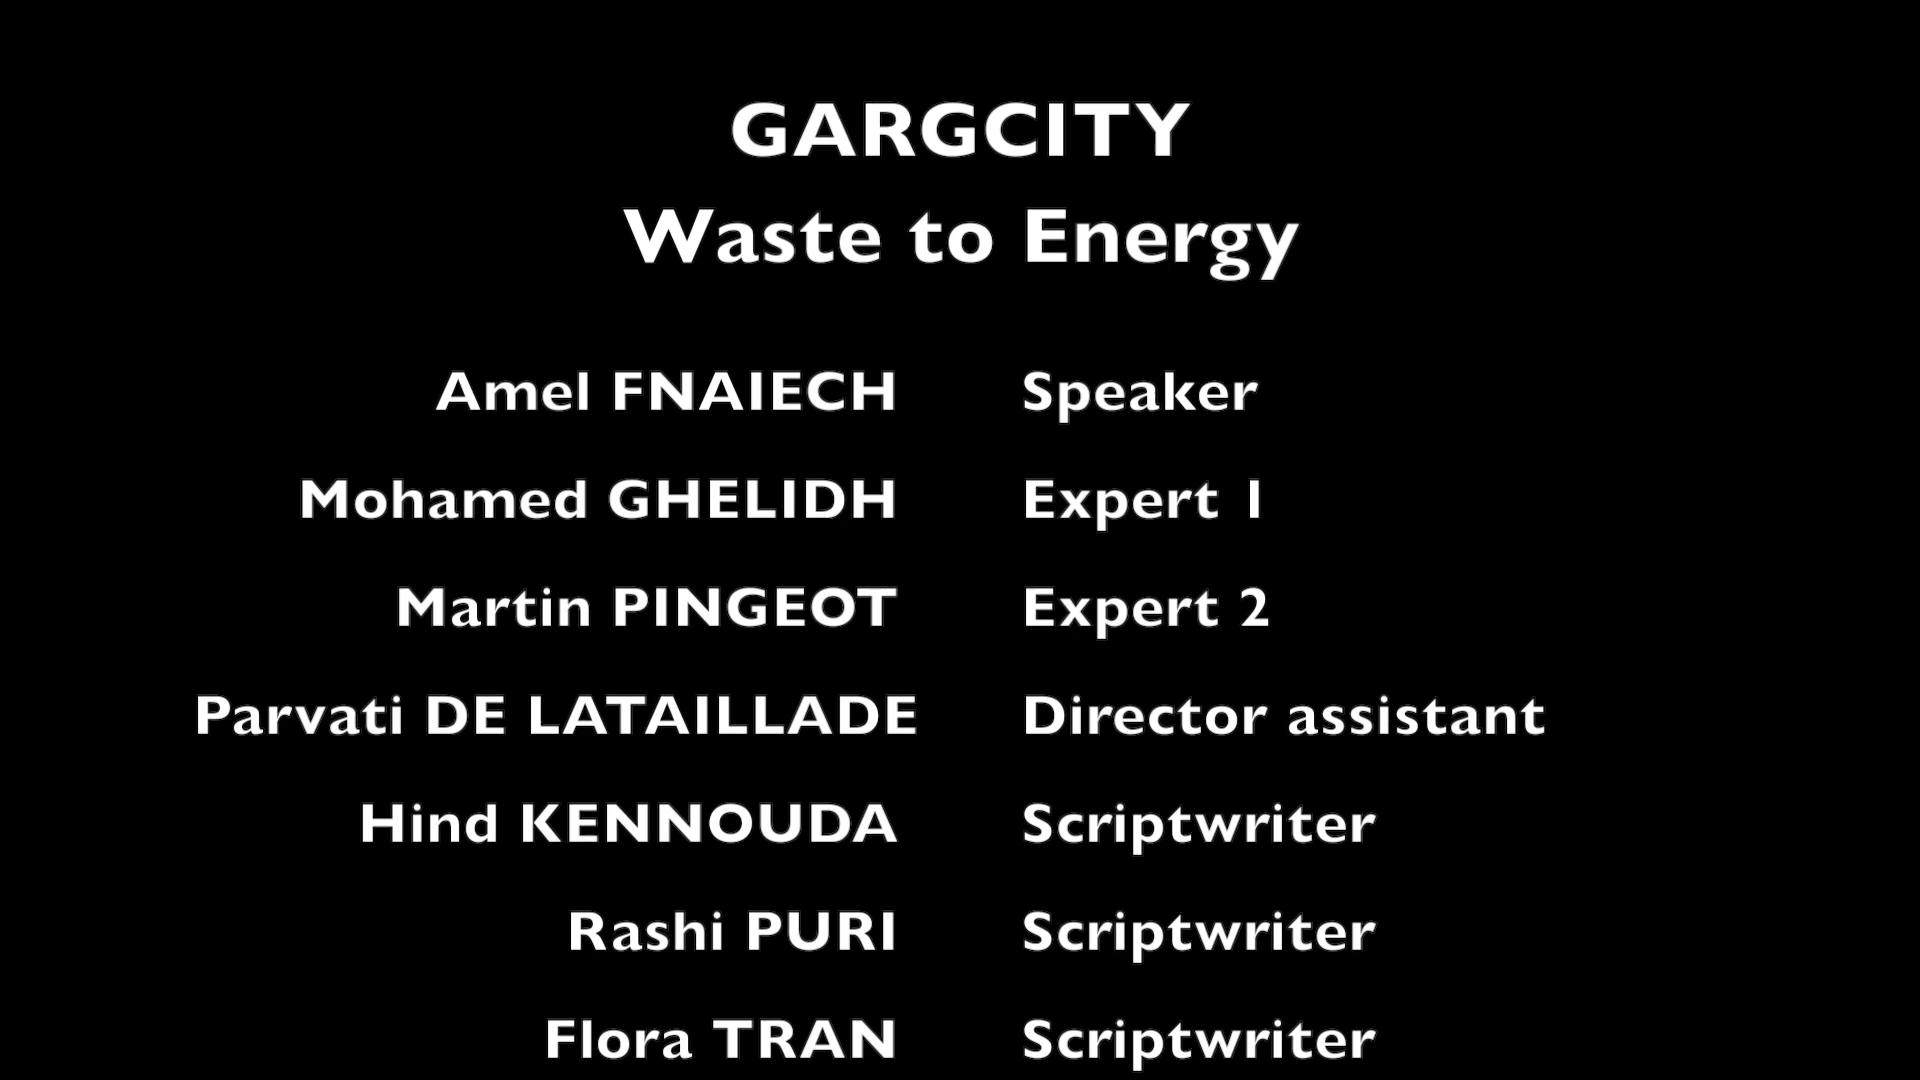 GARGCITY
Waste to Energy
Amel FNAIECH Speaker
Mohamed GHELIDH Expert 1
Martin PINGEOT Expert 2
Parvati DE LATAILLADE Director assistant
Hind KENNOUDA Scriptwriter
Rashi PURI Scriptwriter
Flora TRAN Scriptwriter